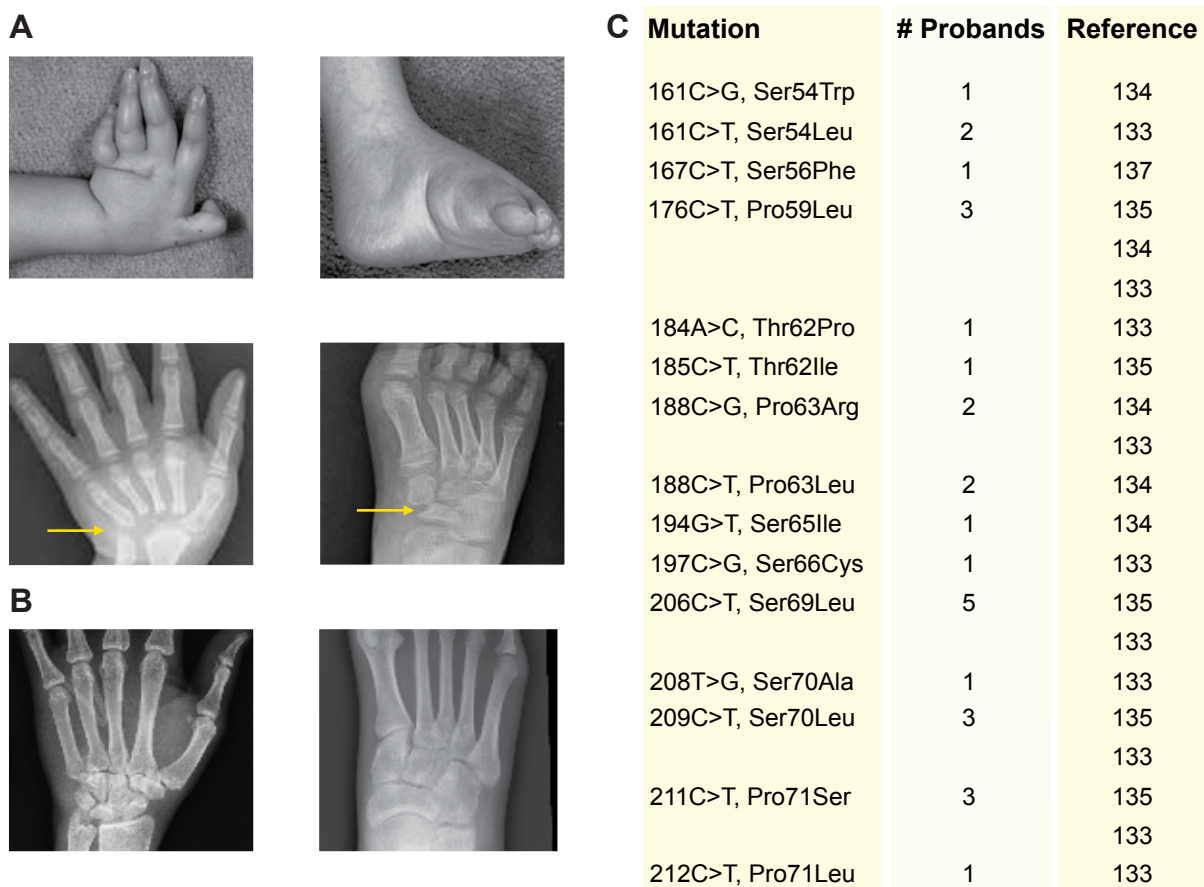 A
B
C Mutation # Probands Reference
161C>G, Ser54Trp 1 134
161C>T, Ser54Leu 2 133
167C>T, Ser56Phe 1 137
176C>T, Pro59Leu 3 135
134
133
184A>C, Thr62Pro 1 133
185C>T, Thr62Ile 1 135
188C>G, Pro63Arg 2 134
133
188C>T, Pro63Leu 2 134
194G>T, Ser65Ile 1 134
197C>G, Ser66Cys 1 133
206C>T, Ser69Leu 5 135
133
208T>G, Ser70Ala 1 133
209C>T, Ser70Leu 3 135
133
211C>T, Pro71Ser 3 135
133
212C>T, Pro71Leu 1 133